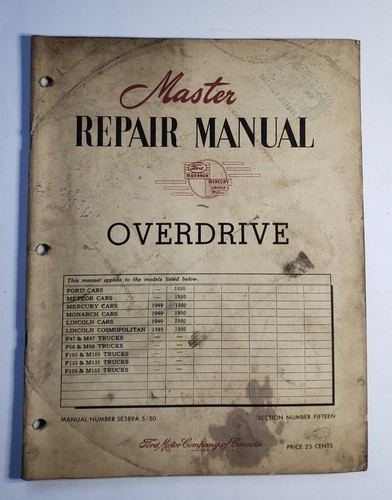 Master
REPAIR MANUAL
Ford
MONARCH
MERCURY
LINCOLN
OVERDRIVE
This manual applies to the models listed below.
FORD CARS — 1950
METEOR CARS — 1950
MERCURY CARS 1949 1950
MONARCH CARS 1949 1950
LINCOLN CARS 1949 1950
LINCOLN COSMOPOLITAN 1949 1950
F47 & M47 TRUCKS — —
F68 & M68 TRUCKS — —
F105 & M105 TRUCKS — —
F135 & M135 TRUCKS — —
F155 & M155 TRUCKS — —
MANUAL NUMBER SE389A 5/50
SECTION NUMBER FIFTEEN
Ford Motor Company of Canada
LIMITED
PRICE 25 CENTS